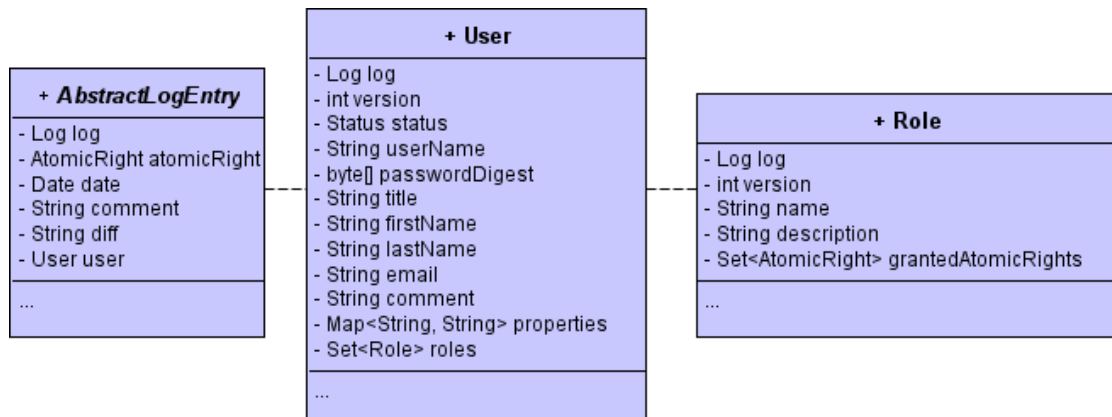 + AbstractLogEntry
- Log log
- AtomicRight atomicRight
- Date date
- String comment
- String diff
- User user
...
+ User
- Log log
- int version
- Status status
- String userName
- byte[] passwordDigest
- String title
- String firstName
- String lastName
- String email
- String comment
- Map<String, String> properties
- Set<Role> roles
...
+ Role
- Log log
- int version
- String name
- String description
- Set<AtomicRight> grantedAtomicRights
...